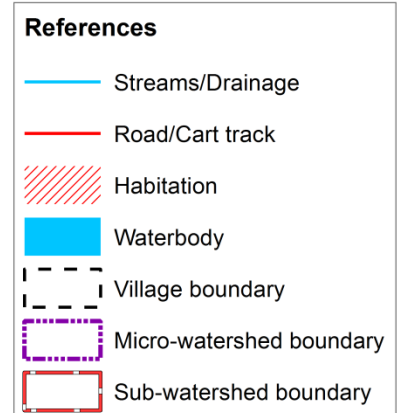 References
Streams/Drainage
Road/Cart track
Habitation
Waterbody
Village boundary
Micro-watershed boundary
Sub-watershed boundary